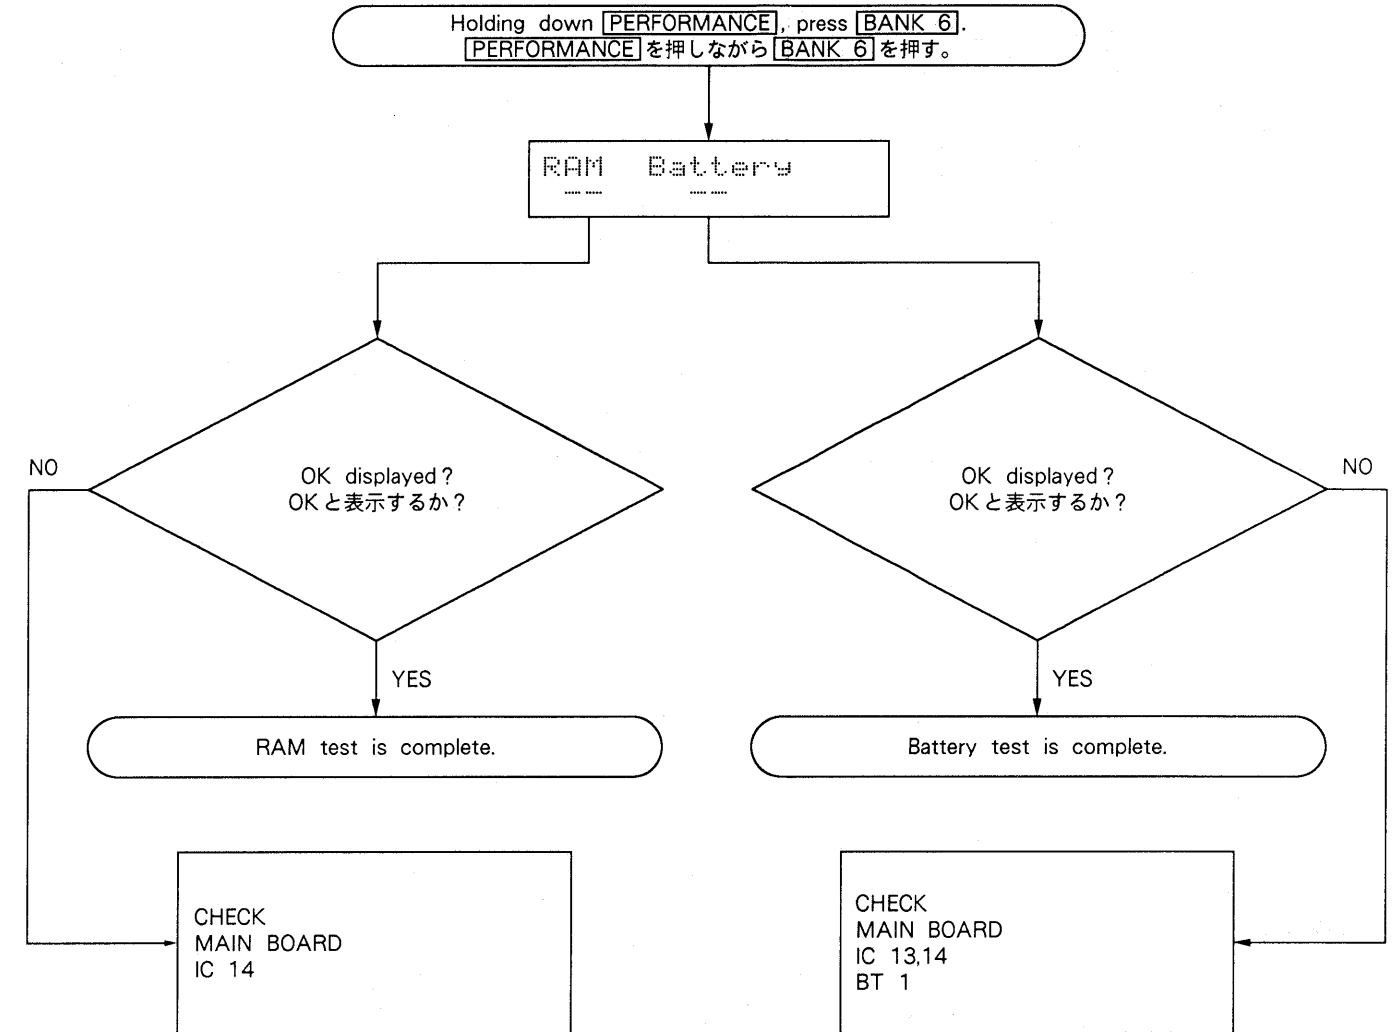 Holding down PERFORMANCE, press BANK 6.
PERFORMANCEを押しながらBANK 6を押す。
RAM Battery
-- --
OK displayed?
OKと表示するか?
NO
YES
RAM test is complete.
CHECK
MAIN BOARD
IC 14
OK displayed?
OKと表示するか?
NO
YES
Battery test is complete.
CHECK
MAIN BOARD
IC 13,14
BT 1